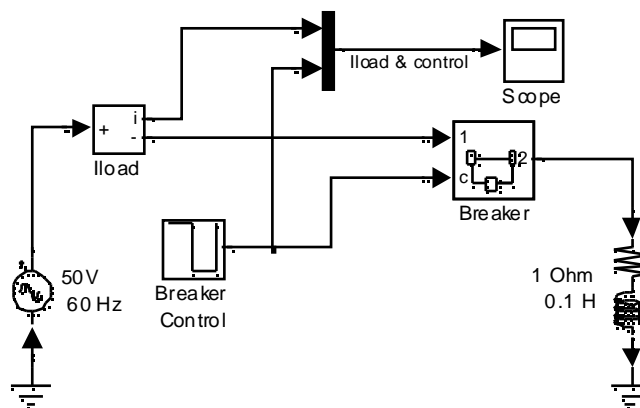 i
Iload & control
Scope
+
-
Iload
1
2
c
Breaker
50V
60 Hz
Breaker
Control
1 Ohm
0.1 H